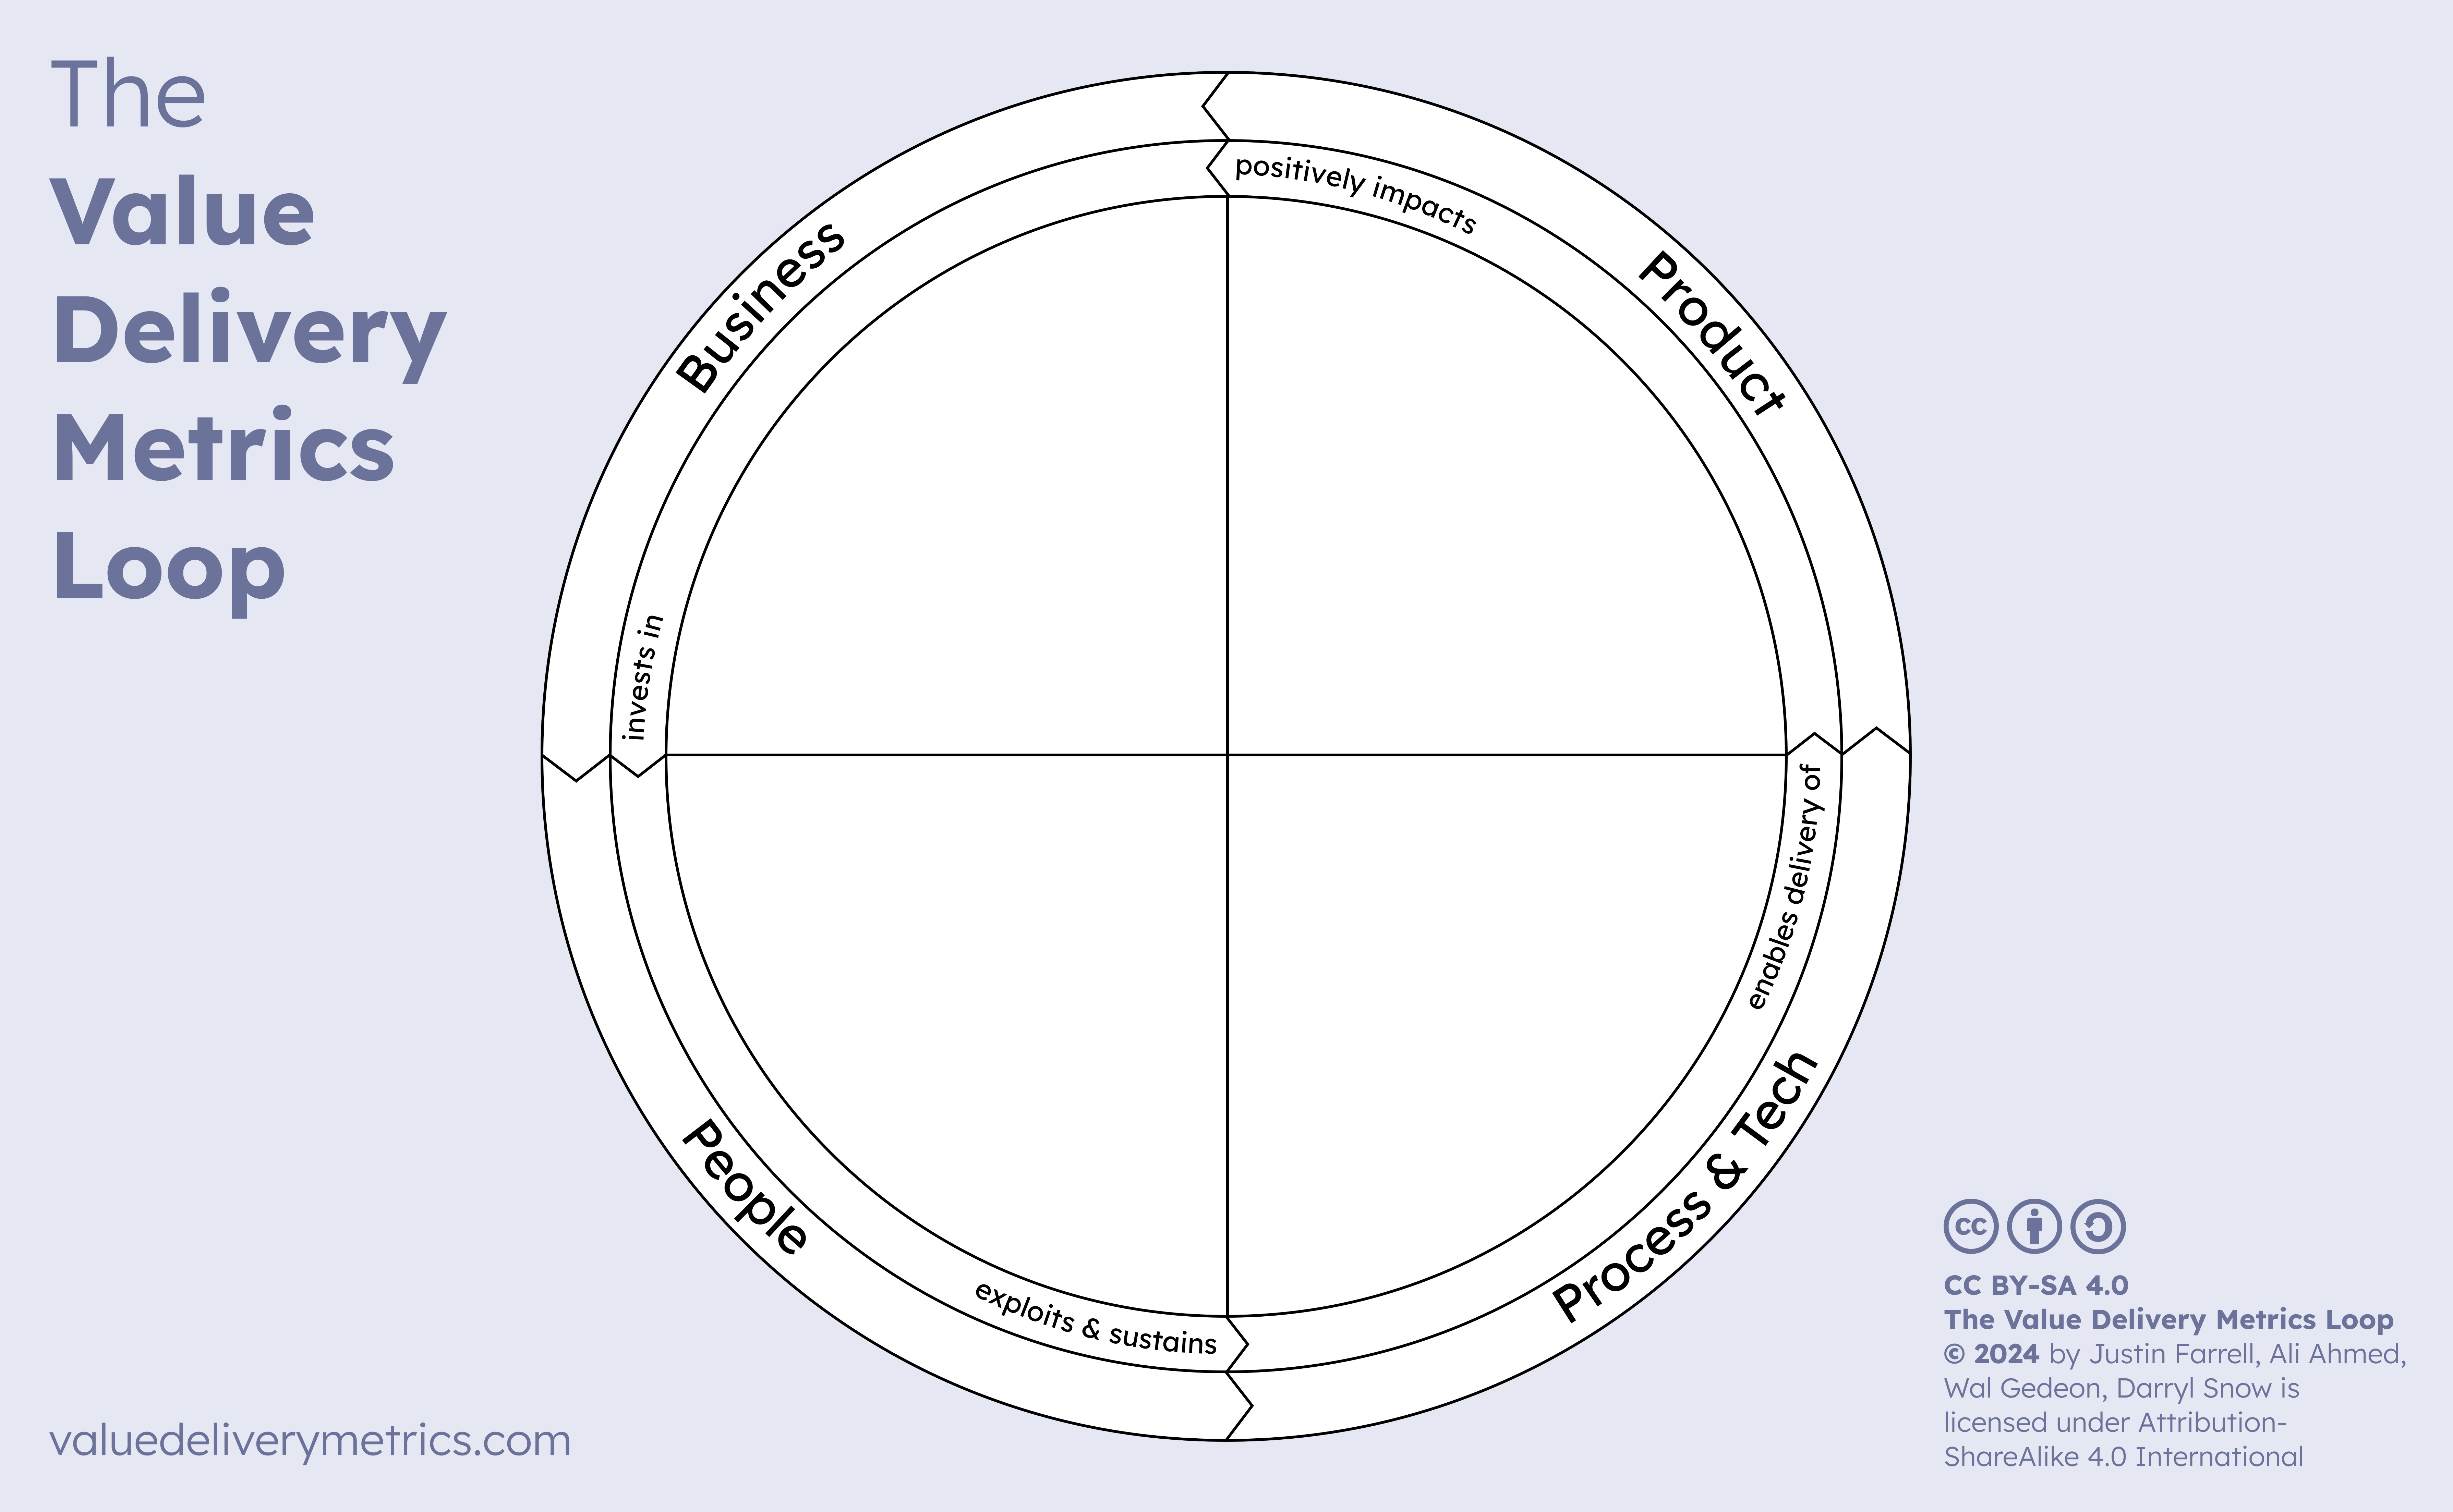 The
Value
Delivery
Metrics
Loop
Business
positively impacts
Product
invests in
enables delivery of
People
exploits & sustains
Process & Tech
cc
CC BY-SA 4.0
The Value Delivery Metrics Loop
© 2024 by Justin Farrell, Ali Ahmed,
Wal Gedeon, Darryl Snow is
licensed under Attribution-
ShareAlike 4.0 International
valuedeliverymetrics.com